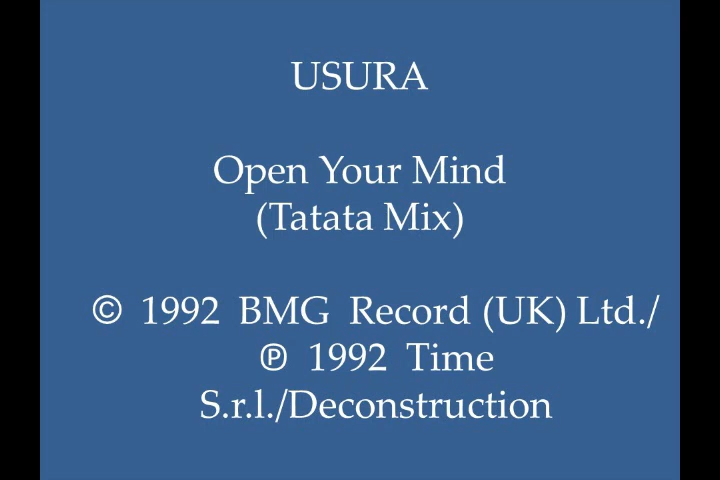 USURA
Open Your Mind
(Tatata Mix)
© 1992 BMG Record (UK) Ltd./
℗ 1992 Time
S.r.l./Deconstruction